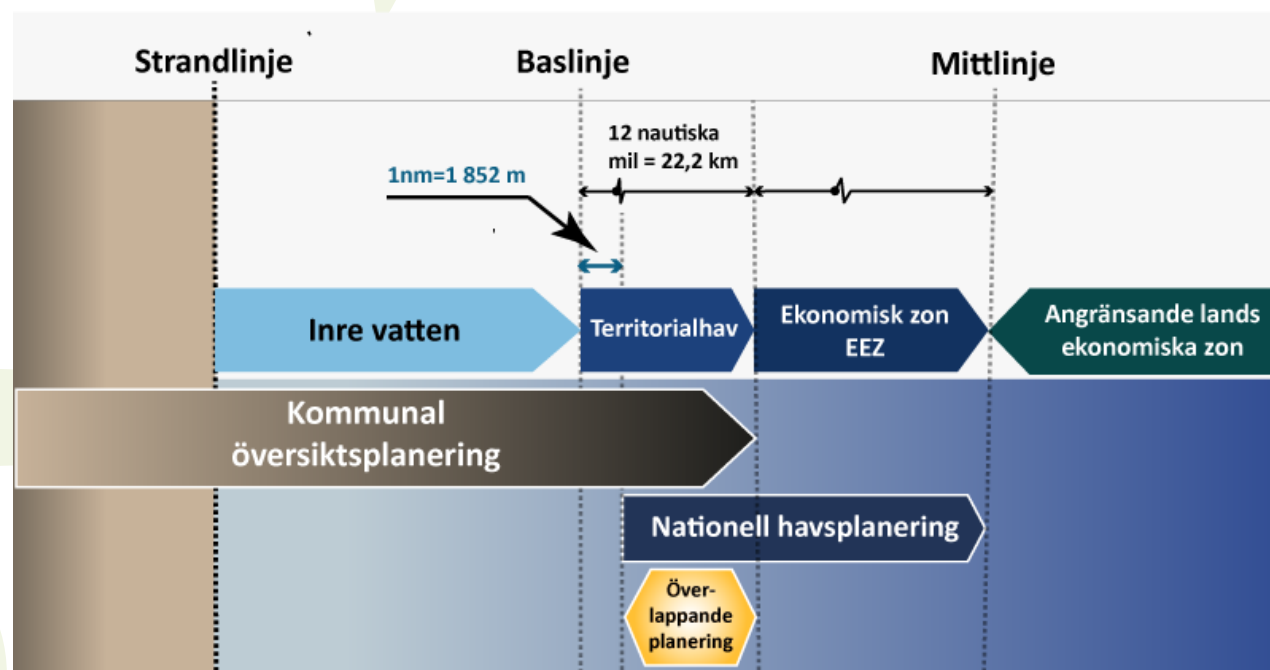 Strandlinje
Baslinje
Mittlinje
12 nautiska
mil = 22,2 km
1nm=1 852 m
Inre vatten
Territorialhav
Ekonomisk zon
EEZ
Angränsande lands
ekonomiska zon
Kommunal
översiktsplanering
Nationell havsplanering
Över-
lappande
planering